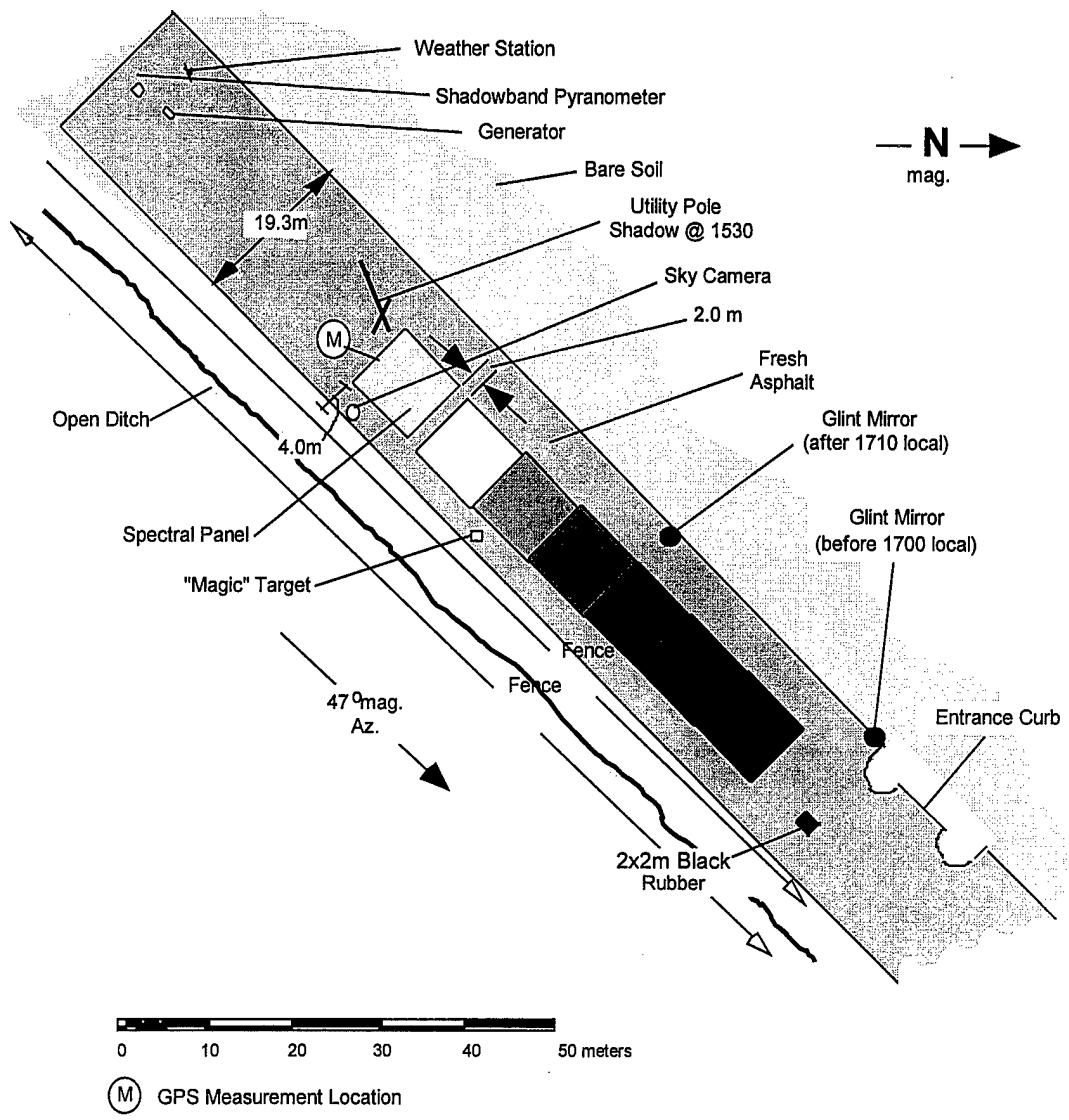 Weather Station
Shadowband Pyranometer
Generator
N
mag.
Bare Soil
19.3m
Utility Pole
Shadow @ 1530
Sky Camera
2.0 m
M
Fresh
Asphalt
Open Ditch
4.0m
Glint Mirror
(after 1710 local)
Spectral Panel
Glint Mirror
(before 1700 local)
"Magic" Target
Fence
Fence
47º mag.
Az.
Entrance Curb
2x2m Black
Rubber
0 10 20 30 40 50 meters
M GPS Measurement Location